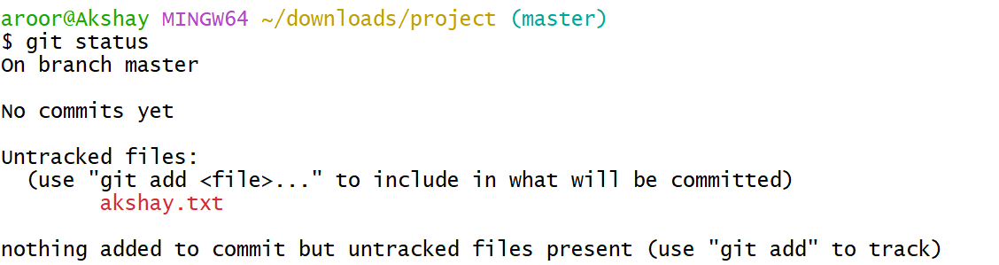 aroor@Akshay MINGW64 ~/downloads/project (master)
$ git status
On branch master
No commits yet
Untracked files:
(use "git add <file>..." to include in what will be committed)
akshay.txt
nothing added to commit but untracked files present (use "git add" to track)